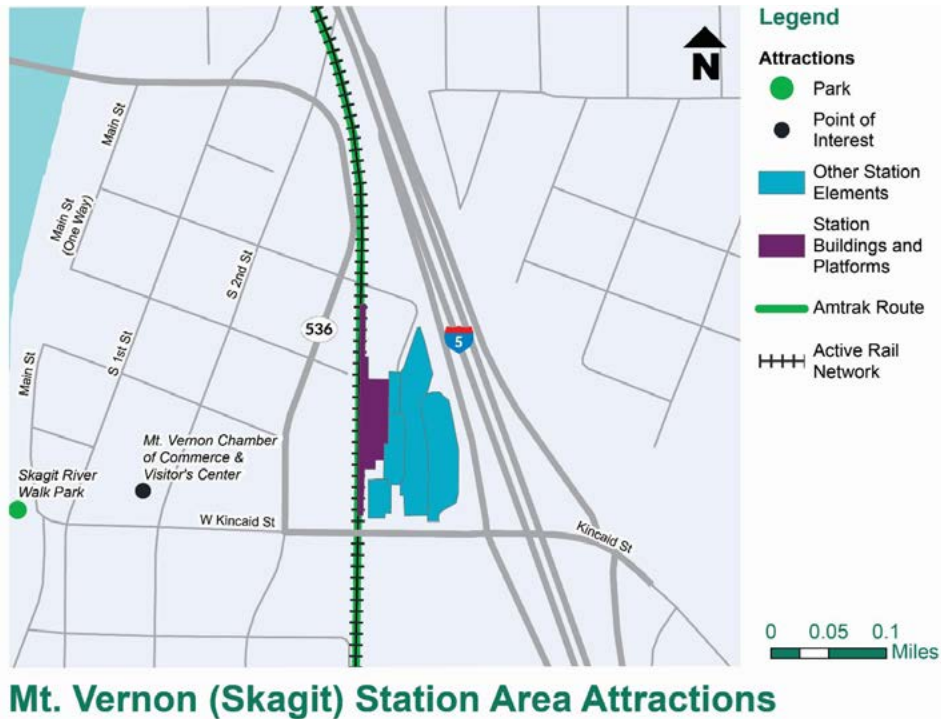 Legend
Attractions
Park
Point of
Interest
Other Station
Elements
Station
Buildings and
Platforms
Amtrak Route
Active Rail
Network
N
Main St
Main St
(One Way)
S 2nd St
S 1st St
Main St
536
5
Mt. Vernon Chamber
of Commerce &
Visitor's Center
Skagit River
Walk Park
W Kincaid St
Kincaid St
0 0.05 0.1
Miles
Mt. Vernon (Skagit) Station Area Attractions